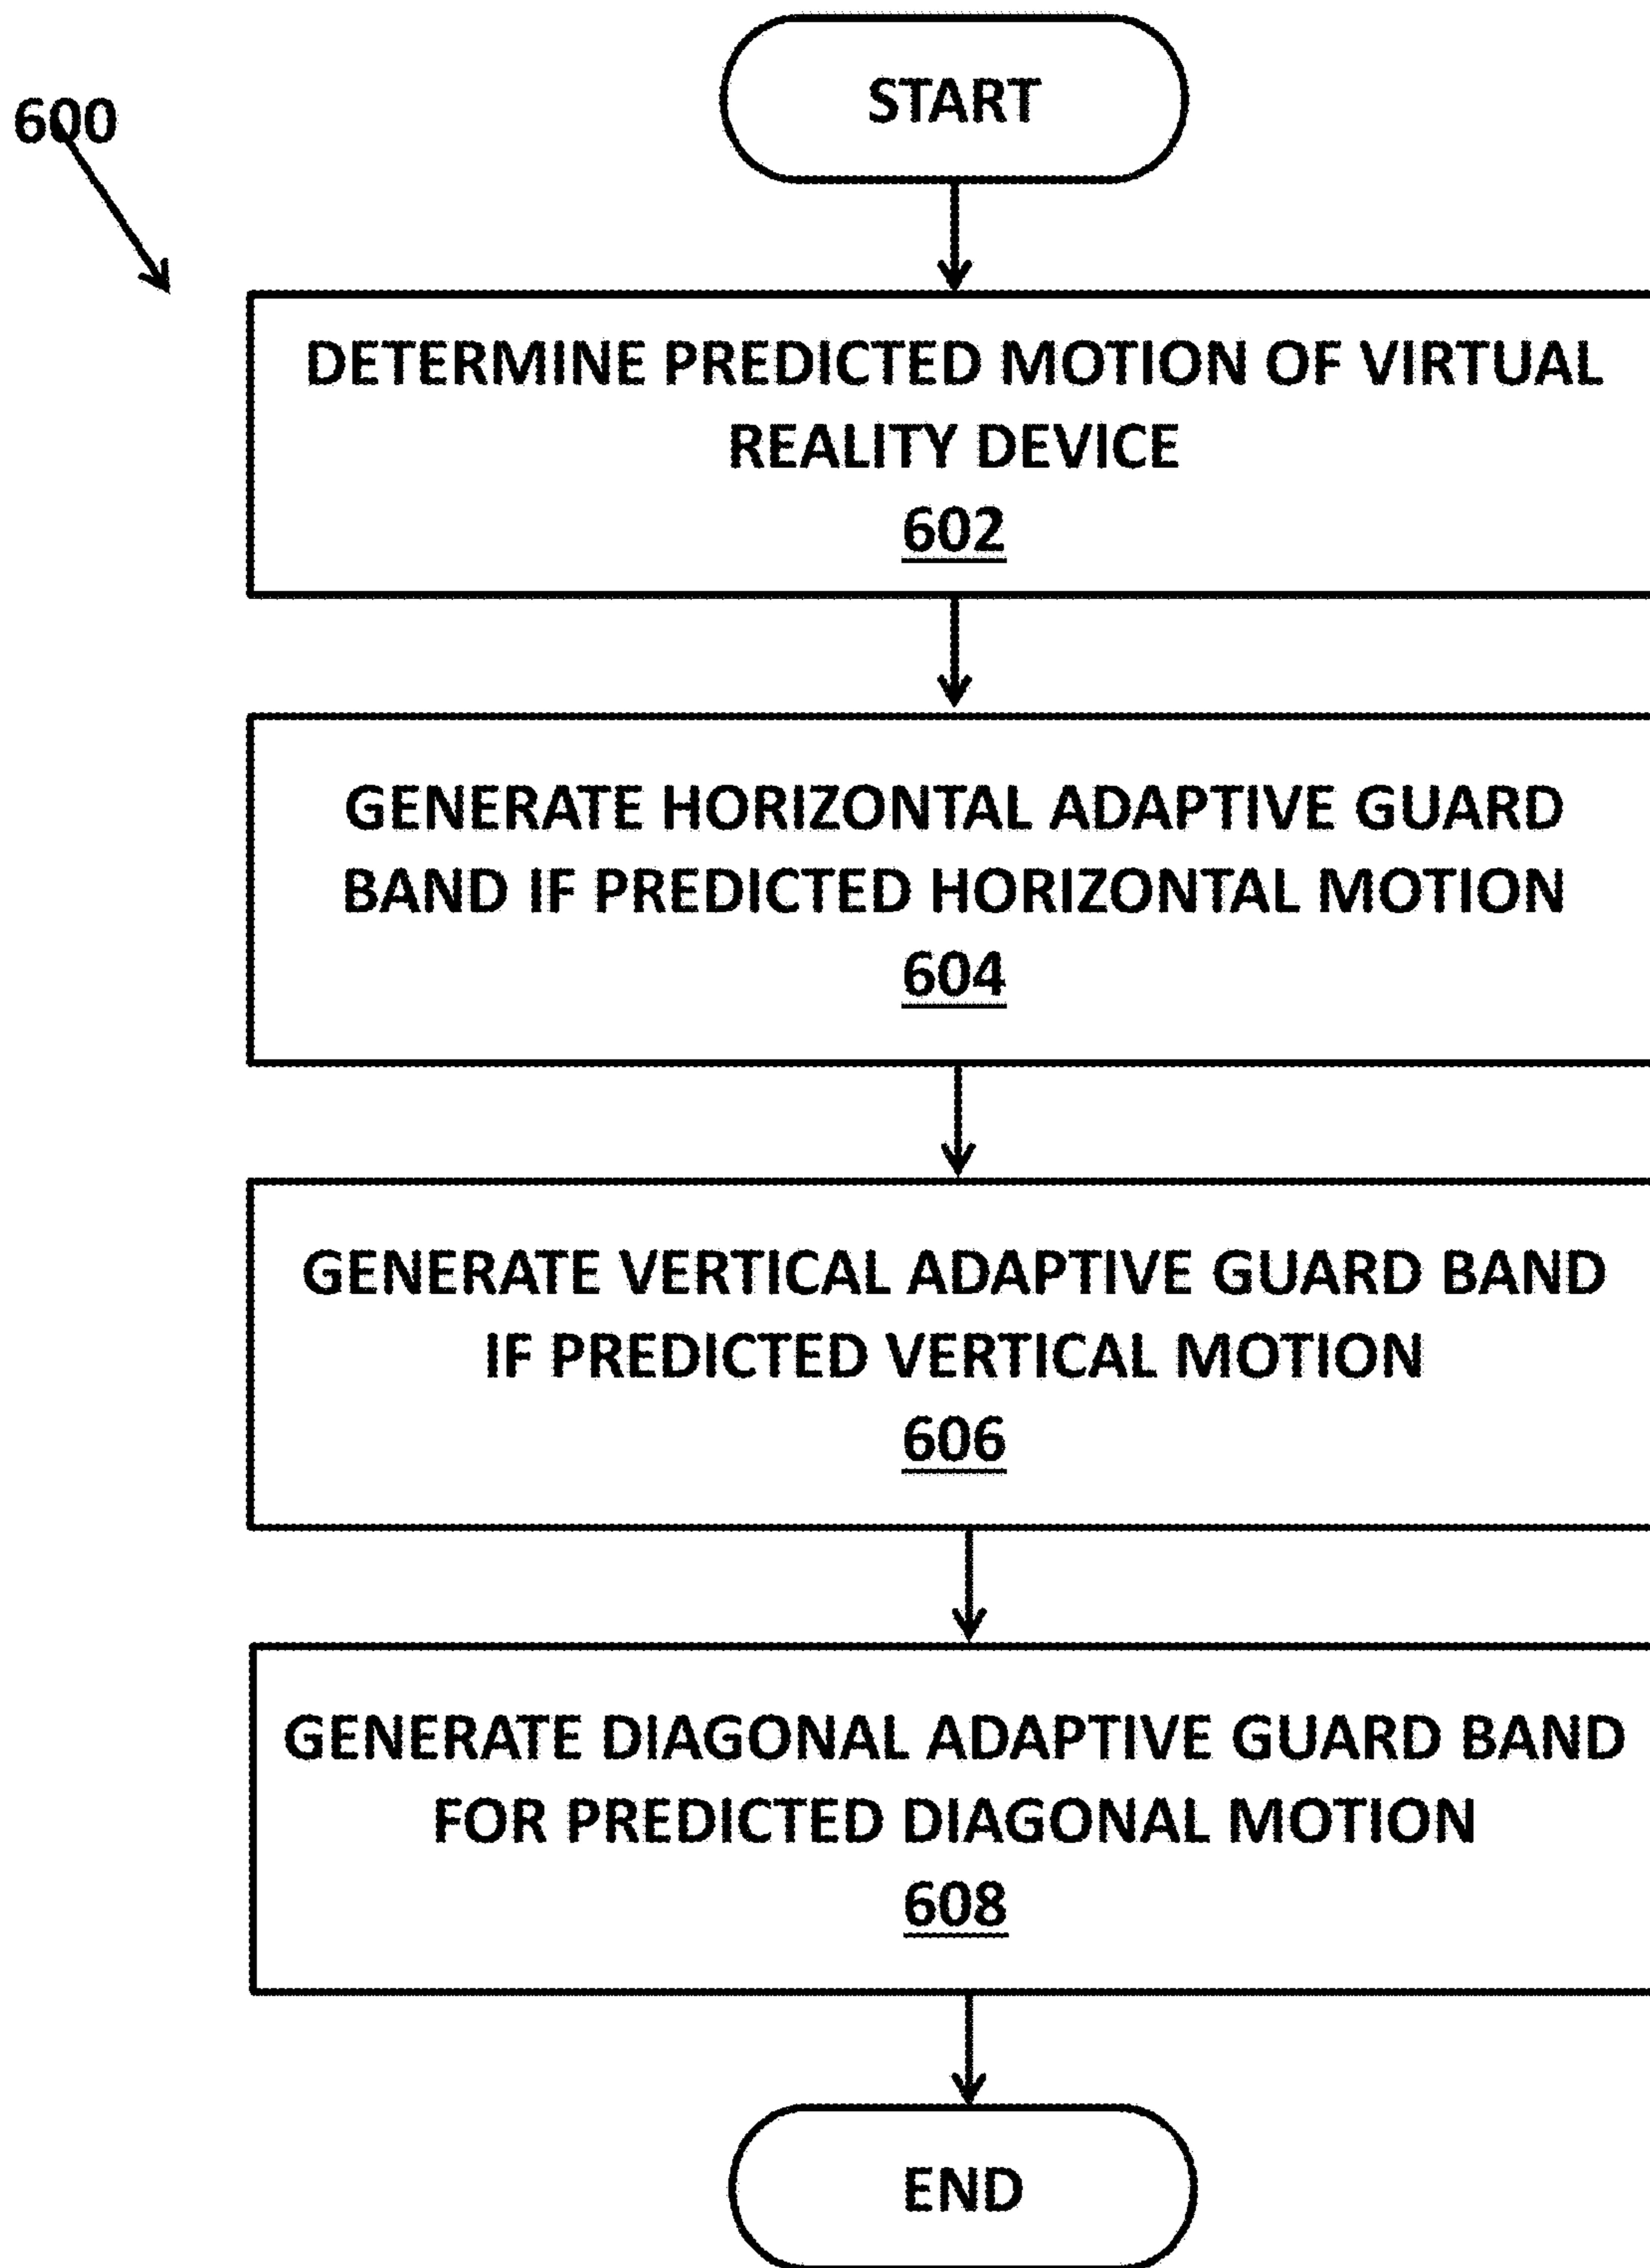 START
600
DETERMINE PREDICTED MOTION OF VIRTUAL
REALITY DEVICE
602
GENERATE HORIZONTAL ADAPTIVE GUARD
BAND IF PREDICTED HORIZONTAL MOTION
604
GENERATE VERTICAL ADAPTIVE GUARD BAND
IF PREDICTED VERTICAL MOTION
606
GENERATE DIAGONAL ADAPTIVE GUARD BAND
FOR PREDICTED DIAGONAL MOTION
608
END